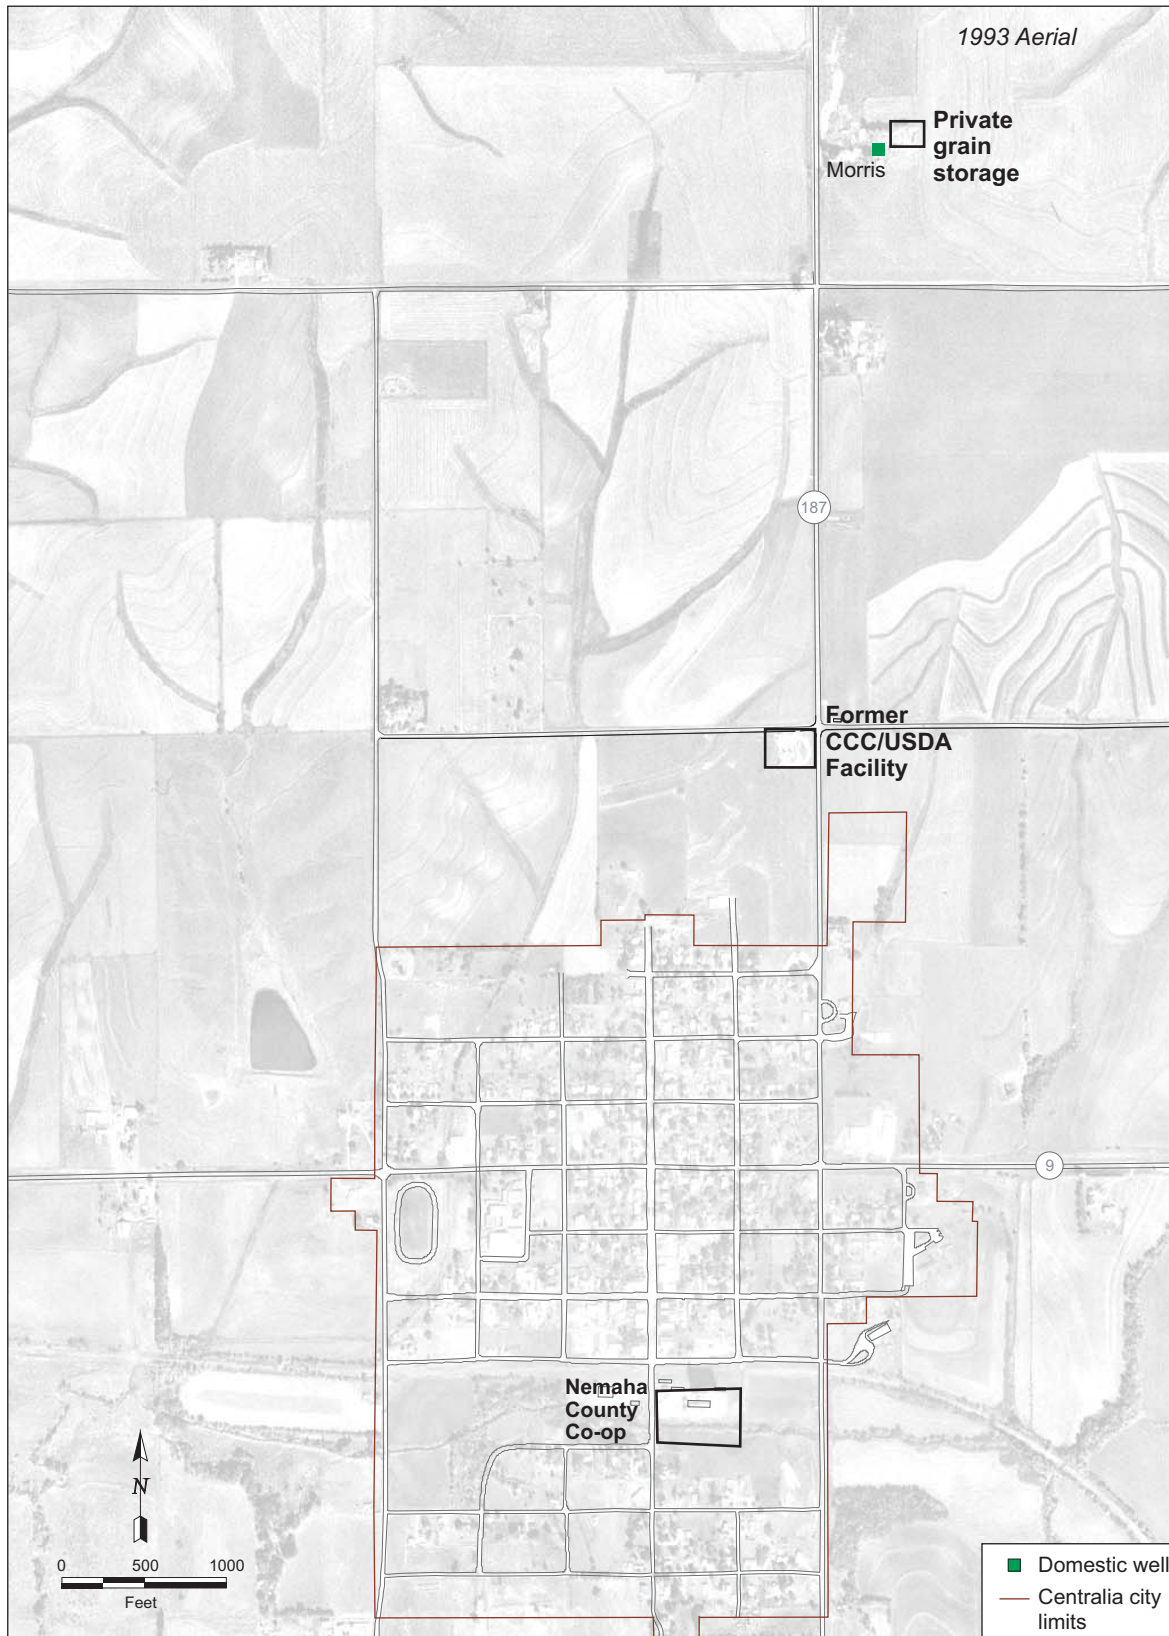 1993 Aerial
Private
grain
storage
Morris
187
Former
CCC/USDA
Facility
9
Nemaha
County
Co-op
N
0 500 1000
Feet
Domestic well
Centralia city
limits